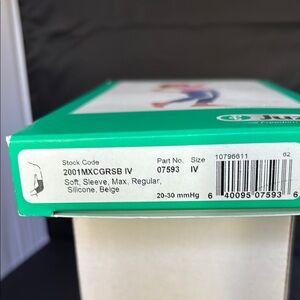 Juz
Stock Code
Part No. Size
10796611
62
2001MXCGRSB IV
07593 IV
Soft, Sleeve, Max, Regular,
Silicone, Beige
20-30 mmHg
6 40095 07593 6